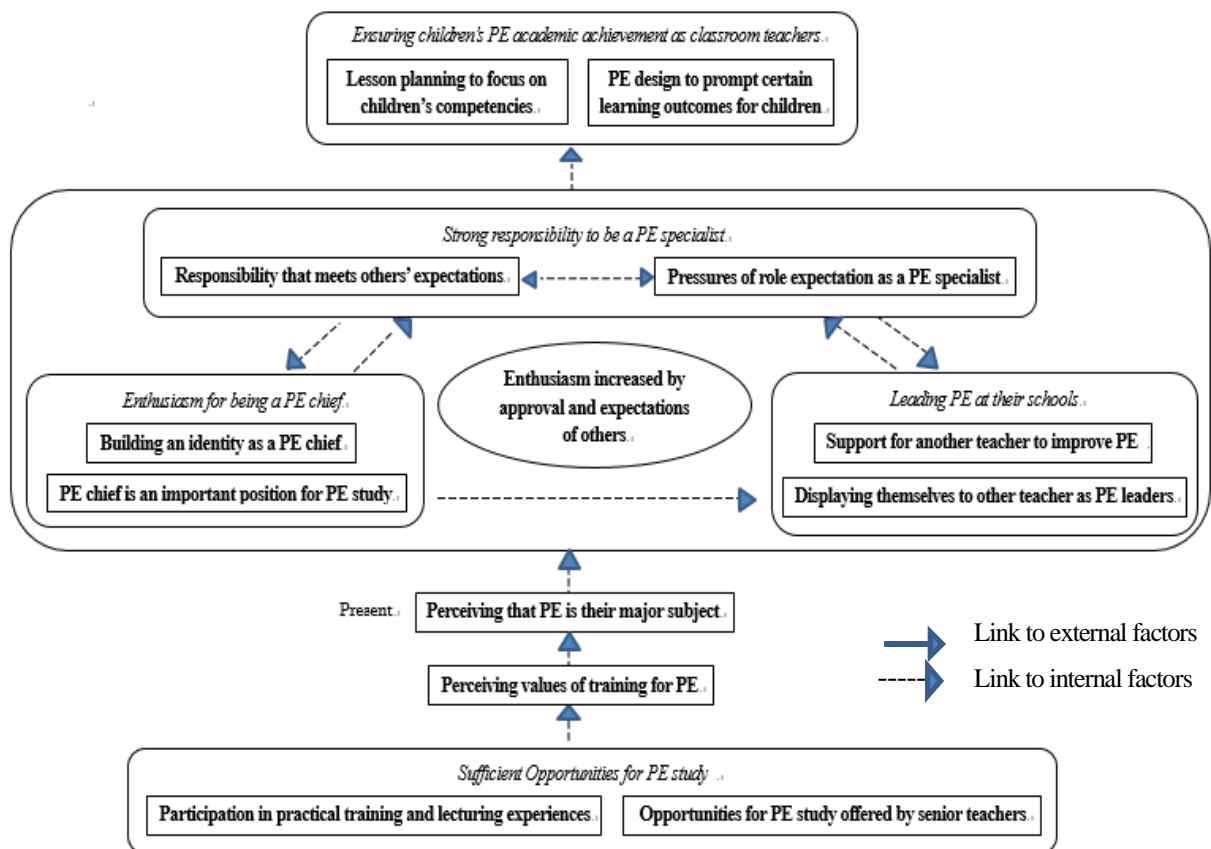 Ensuring children's PE academic achievement as classroom teachers.
Lesson planning to focus on
children's competencies.
PE design to prompt certain
learning outcomes for children
Strong responsibility to be a PE specialist.
Responsibility that meets others' expectations.
Pressures of role expectation as a PE specialist
Enthusiasm for being a PE chief.
Building an identity as a PE chief
PE chief is an important position for PE study.
Enthusiasm increased by
approval and expectations
of others.
Leading PE at their schools.
Support for another teacher to improve PE
Displaying themselves to other teacher as PE leaders.
Present.
Perceiving that PE is their major subject.
Perceiving values of training for PE.
Link to external factors
Link to internal factors
Sufficient Opportunities for PE study
Participation in practical training and lecturing experiences.
Opportunities for PE study offered by senior teachers.